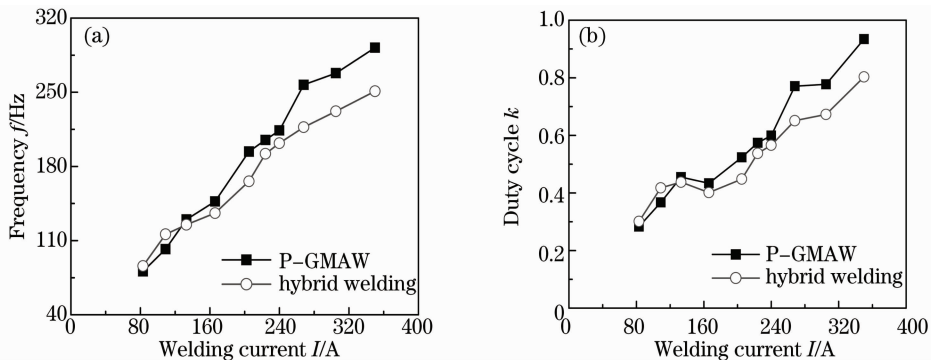 (a)
Frequency f/Hz
320
250
180
110
40
0 80 160 240 320 400
Welding current I/A
P-GMAW
hybrid welding
(b)
Duty cycle k
1.0
0.8
0.6
0.4
0.2
0 80 160 240 320 400
Welding current I/A
P-GMAW
hybrid welding